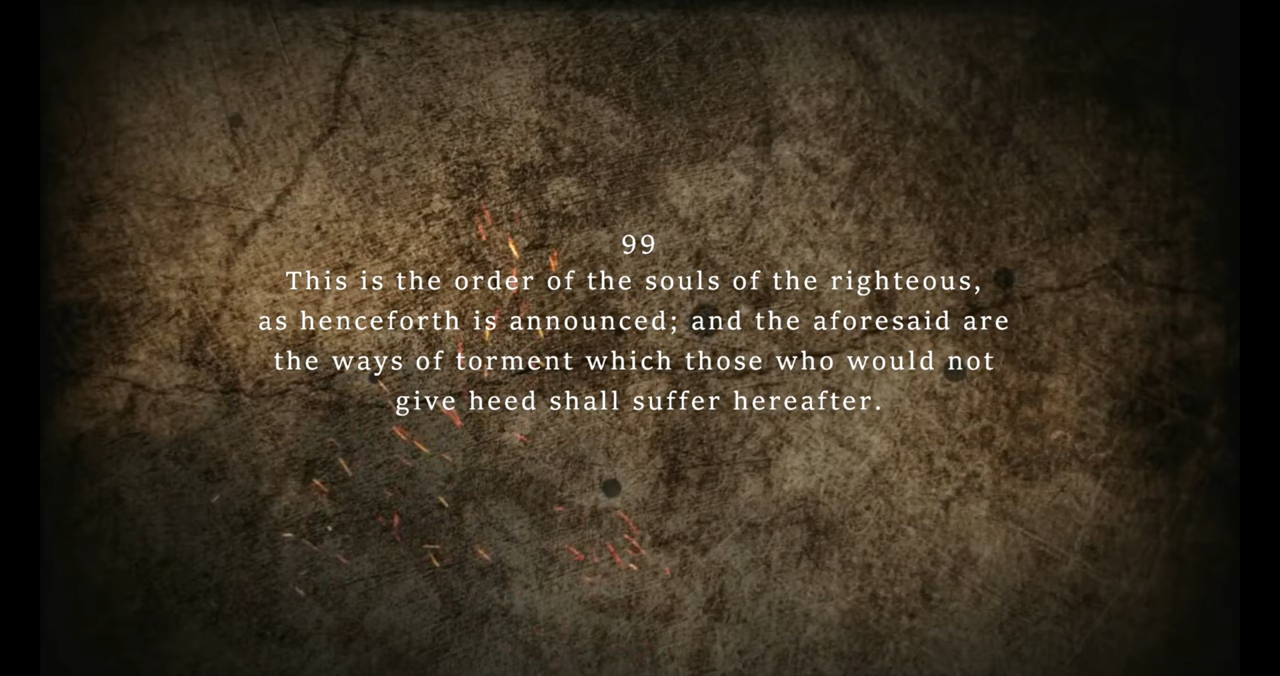 99
This is the order of the souls of the righteous,
as henceforth is announced; and the aforesaid are
the ways of torment which those who would not
give heed shall suffer hereafter.